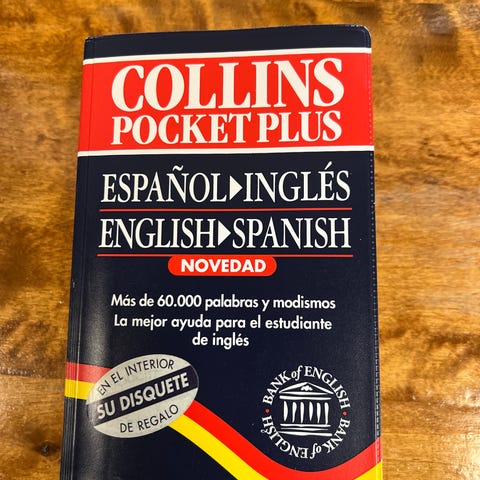 COLLINS
POCKET PLUS
ESPAÑOL▶INGLÉS
ENGLISH▶SPANISH
NOVEDAD
Más de 60.000 palabras y modismos
La mejor ayuda para el estudiante
de inglés
EN EL INTERIOR
SU DISQUETE
DE REGALO
BANK of ENGLISH · BANK of ENGLISH ·